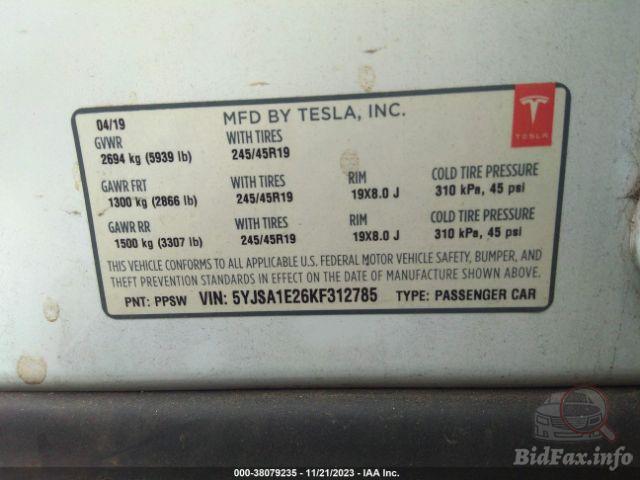 04/19 MFD BY TESLA, INC.
TESLA
GVWR WITH TIRES
2694 kg (5939 lb) 245/45R19
GAWR FRT WITH TIRES RIM COLD TIRE PRESSURE
1300 kg (2866 lb) 245/45R19 19X8.0 J 310 kPa, 45 psi
GAWR RR WITH TIRES RIM COLD TIRE PRESSURE
1500 kg (3307 lb) 245/45R19 19X8.0 J 310 kPa, 45 psi
THIS VEHICLE CONFORMS TO ALL APPLICABLE U.S. FEDERAL MOTOR VEHICLE SAFETY, BUMPER, AND
THEFT PREVENTION STANDARDS IN EFFECT ON THE DATE OF MANUFACTURE SHOWN ABOVE.
PNT: PPSW VIN: 5YJSA1E26KF312785 TYPE: PASSENGER CAR
000-38079235 - 11/21/2023 - IAA Inc.
BidFax.info